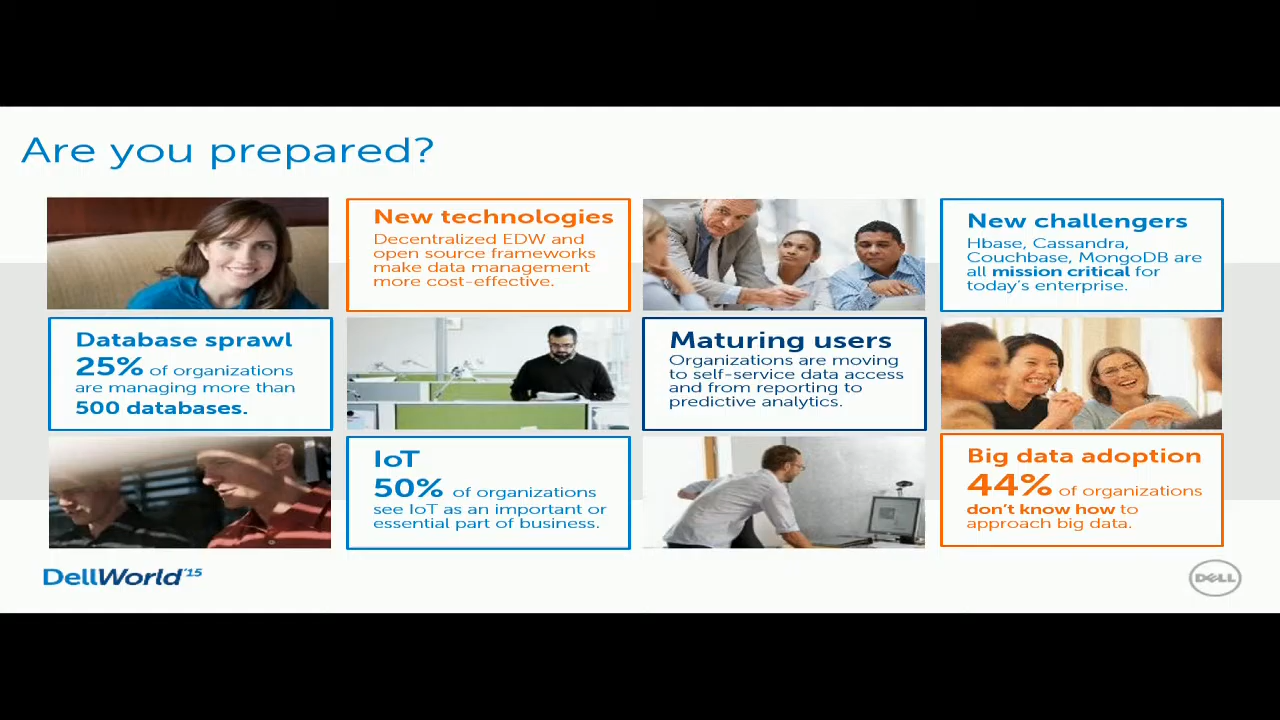 Are you prepared?
New technologies
Decentralized EDW and
open source frameworks
make data management
more cost-effective.
New challengers
Hbase, Cassandra,
Couchbase, MongoDB are
all mission critical for
today's enterprise.
Database sprawl
25% of organizations
are managing more than
500 databases.
Maturing users
Organizations are moving
to self-service data access
and from reporting to
predictive analytics.
IoT
50% of organizations
see IoT as an important or
essential part of business.
Big data adoption
44% of organizations
don't know how to
approach big data.
DellWorld'15
DELL